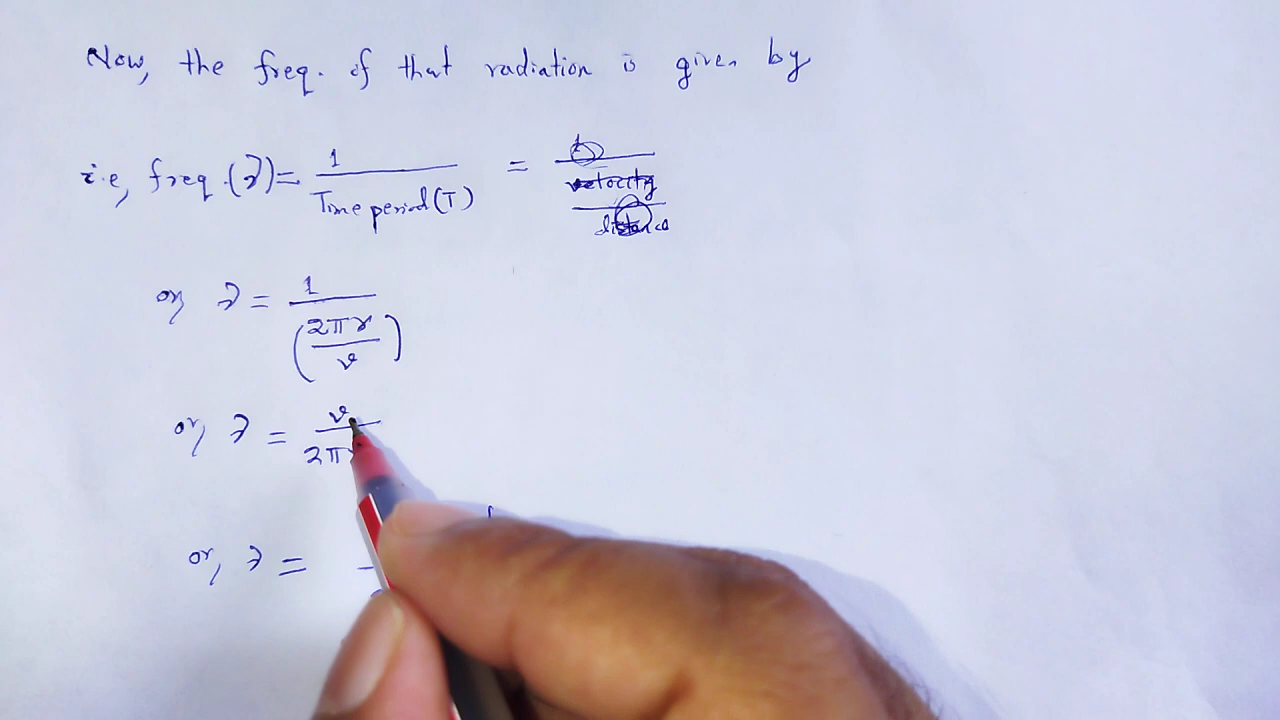 Now, the freq. of that radiation is given by
i.e, freq.(ν) = 1 / Time period(T) = 1 / (velocity / distance)
or, ν = 1 / (2πr / v)
or, ν = v / 2πr
or, ν =